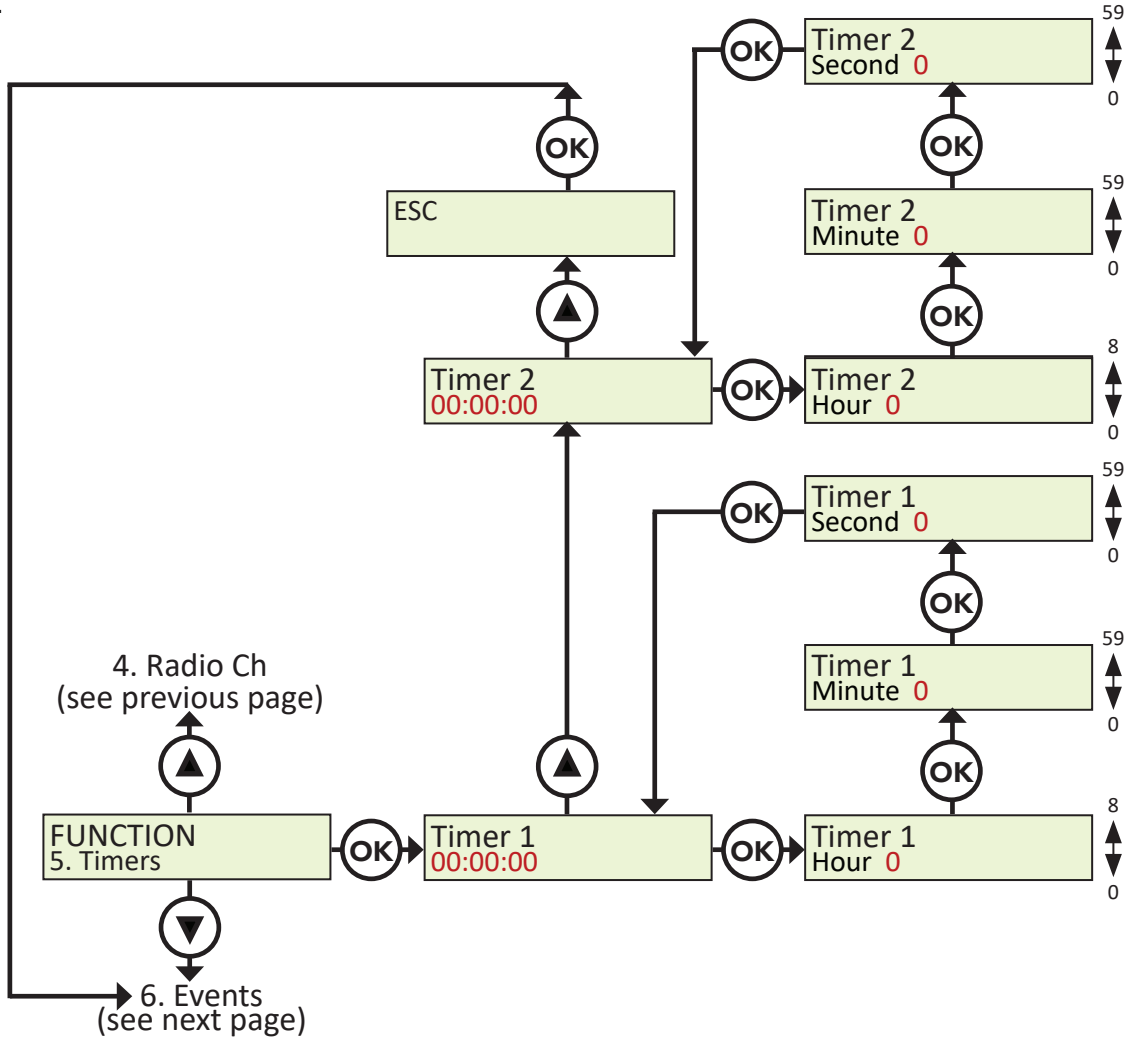 59
OK
Timer 2
Second 0
0
OK
OK
ESC
59
Timer 2
Minute 0
0
OK
8
Timer 2
00:00:00
OK
Timer 2
Hour 0
0
59
OK
Timer 1
Second 0
0
OK
59
4. Radio Ch
(see previous page)
Timer 1
Minute 0
0
OK
8
FUNCTION
5. Timers
OK
Timer 1
00:00:00
OK
Timer 1
Hour 0
0
6. Events
(see next page)